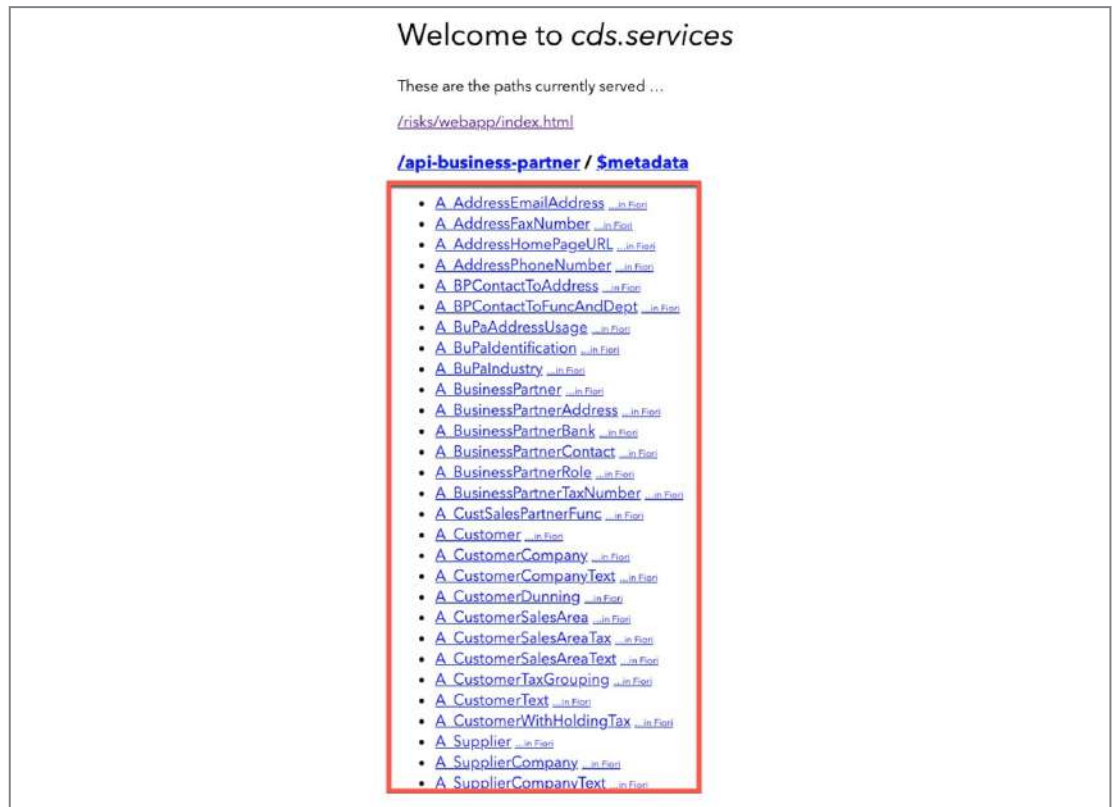 Welcome to cds.services
These are the paths currently served ...
/risks/webapp/index.html
/api-business-partner / $metadata
• A_AddressEmailAddress ...in Fiori
• A_AddressFaxNumber ...in Fiori
• A_AddressHomePageURL ...in Fiori
• A_AddressPhoneNumber ...in Fiori
• A_BPContactToAddress ...in Fiori
• A_BPContactToFuncAndDept ...in Fiori
• A_BuPaAddressUsage ...in Fiori
• A_BuPaIdentification ...in Fiori
• A_BuPaIndustry ...in Fiori
• A_BusinessPartner ...in Fiori
• A_BusinessPartnerAddress ...in Fiori
• A_BusinessPartnerBank ...in Fiori
• A_BusinessPartnerContact ...in Fiori
• A_BusinessPartnerRole ...in Fiori
• A_BusinessPartnerTaxNumber ...in Fiori
• A_CustSalesPartnerFunc ...in Fiori
• A_Customer ...in Fiori
• A_CustomerCompany ...in Fiori
• A_CustomerCompanyText ...in Fiori
• A_CustomerDunning ...in Fiori
• A_CustomerSalesArea ...in Fiori
• A_CustomerSalesAreaTax ...in Fiori
• A_CustomerSalesAreaText ...in Fiori
• A_CustomerTaxGrouping ...in Fiori
• A_CustomerText ...in Fiori
• A_CustomerWithHoldingTax ...in Fiori
• A_Supplier ...in Fiori
• A_SupplierCompany ...in Fiori
• A_SupplierCompanyText ...in Fiori